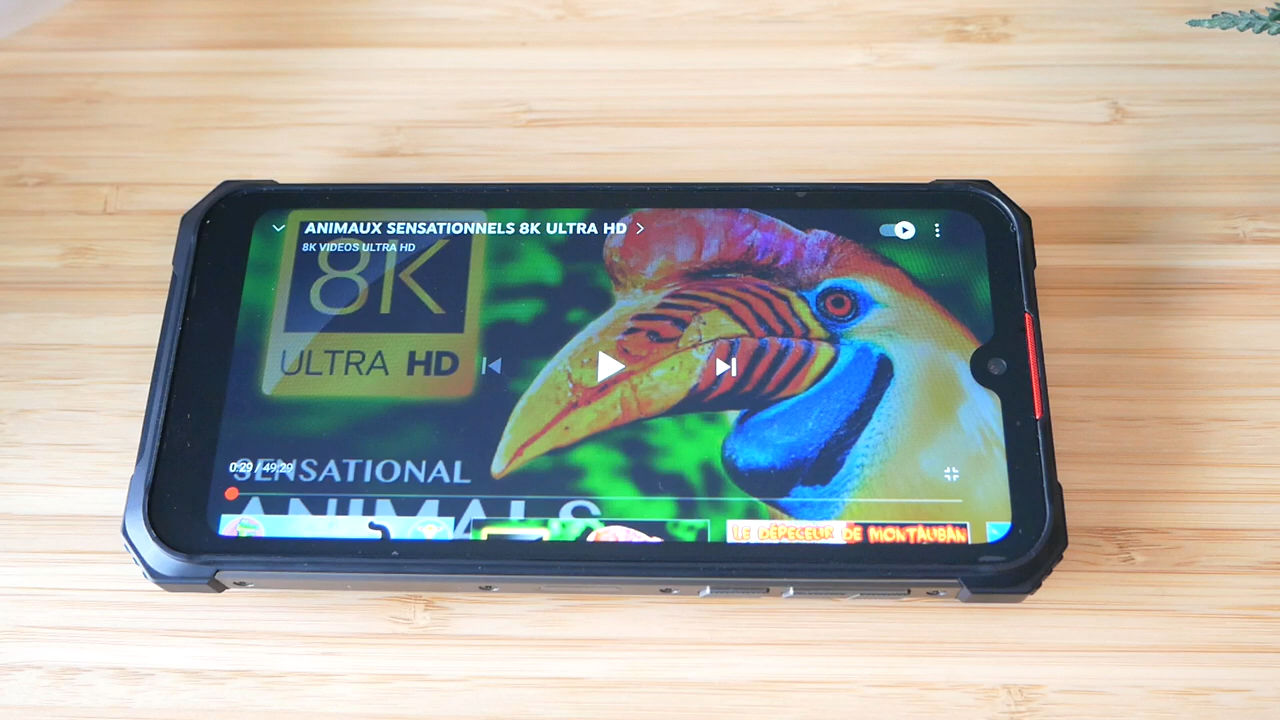 ANIMAUX SENSATIONNELS 8K ULTRA HD
8K VIDEOS ULTRA HD
8K
ULTRA HD
0:29 / 49:29
SENSATIONAL
ANIMALS
LE DÉPECEUR DE MONTAUBAN